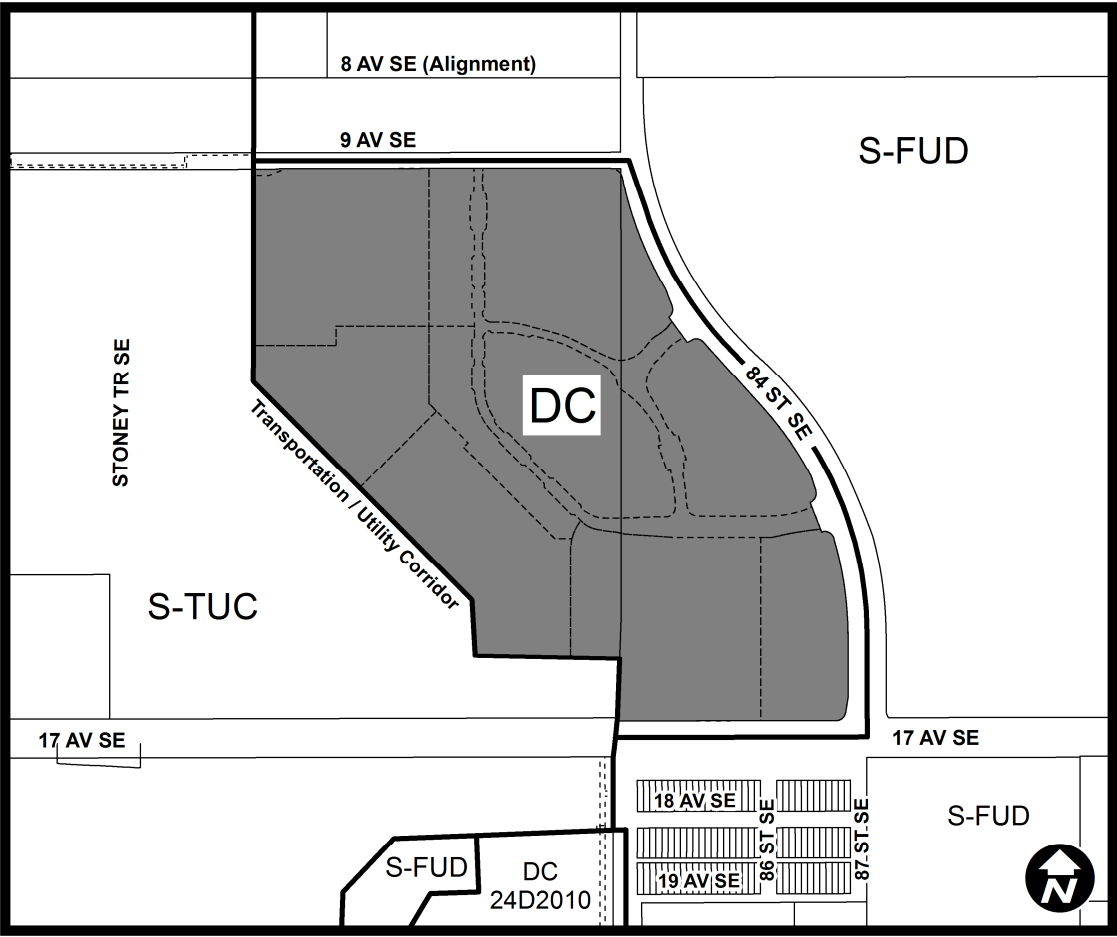 8 AV SE (Alignment)
9 AV SE
S-FUD
STONEY TR SE
DC
84 ST SE
Transportation / Utility Corridor
S-TUC
17 AV SE
17 AV SE
18 AV SE
86 ST SE
87 ST SE
S-FUD
S-FUD
DC
24D2010
19 AV SE
N